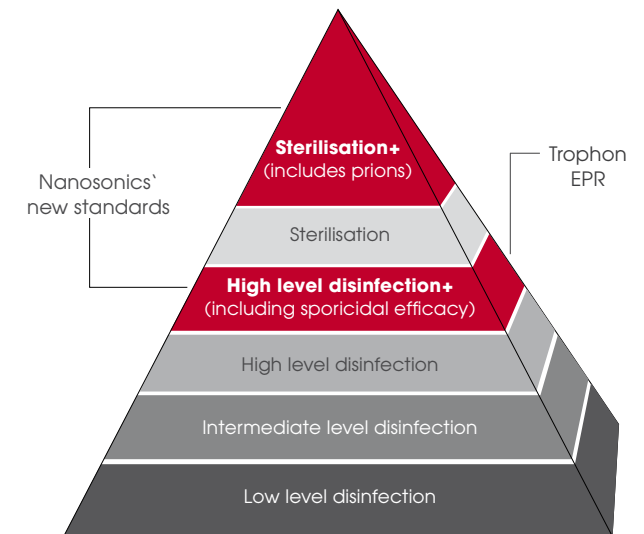 Sterilisation+
(includes prions)
Nanosonics‘
new standards
Trophon
EPR
Sterilisation
High level disinfection+
(including sporicidal efficacy)
High level disinfection
Intermediate level disinfection
Low level disinfection